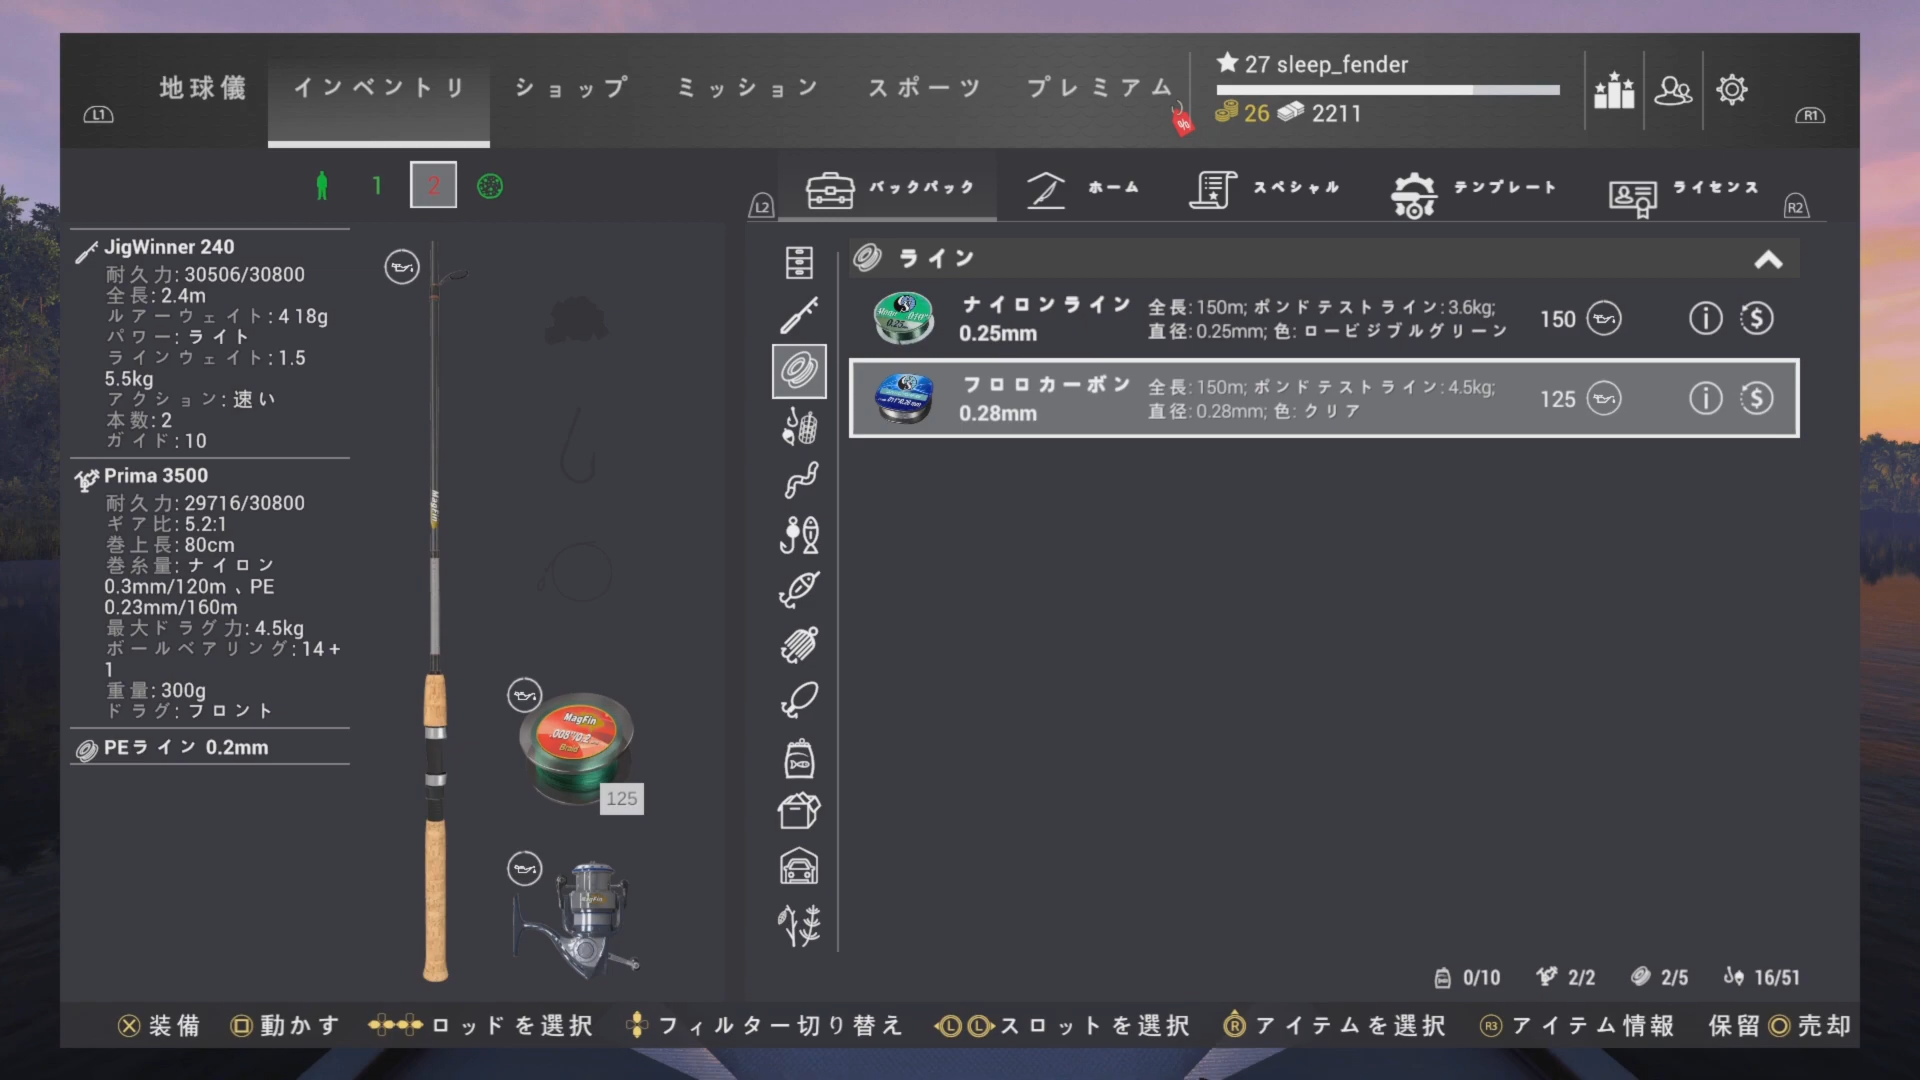 地球儀
インベントリ
ショップ
ミッション
スポーツ
プレミアム
%
27 sleep_fender
26
2211
L1
R1
1
2
L2
バックパック
ホーム
スペシャル
テンプレート
ライセンス
R2
JigWinner 240
耐久力: 30506/30800
全長: 2.4m
ルアーウェイト: 4 18g
パワー: ライト
ラインウェイト: 1.5
5.5kg
アクション: 速い
本数: 2
ガイド: 10
Prima 3500
耐久力: 29716/30800
ギア比: 5.2:1
巻上長: 80cm
巻糸量: ナイロン
0.3mm/120m 、PE
0.23mm/160m
最大ドラグ力: 4.5kg
ボールベアリング: 14 +
1
重量: 300g
ドラグ: フロント
PEライン 0.2mm
MagFin
MagFin
.008"/0.2
Braid
125
MagFin
ライン
ナイロンライン
0.25mm
全長: 150m; ポンドテストライン: 3.6kg;
直径: 0.25mm; 色: ロービジブルグリーン
150
フロロカーボン
0.28mm
全長: 150m; ポンドテストライン: 4.5kg;
直径: 0.28mm; 色: クリア
125
0/10
2/2
2/5
16/51
装備
動かす
ロッドを選択
フィルター切り替え
L L スロットを選択
R アイテムを選択
R3 アイテム情報
保留 売却